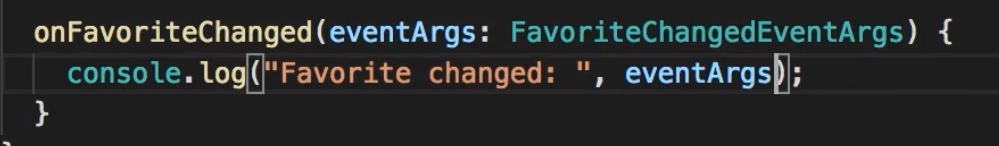 onFavoriteChanged(eventArgs: FavoriteChangedEventArgs) {
console.log("Favorite changed: ", eventArgs);
}